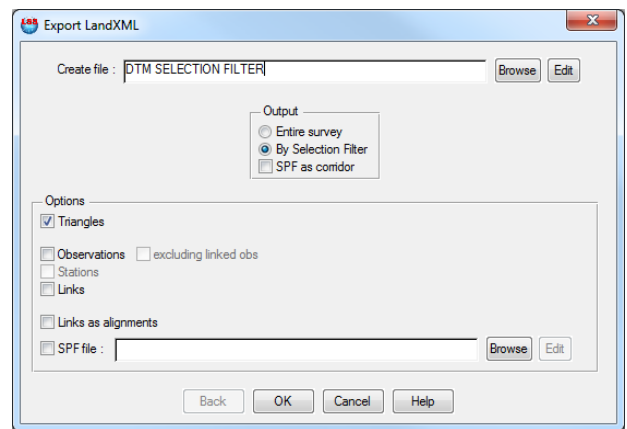 LSS Export LandXML
Create file : DTM SELECTION FILTER Browse Edit
Output
Entire survey
By Selection Filter
SPF as corridor
Options
Triangles
Observations excluding linked obs
Stations
Links
Links as alignments
SPF file : Browse Edit
Back OK Cancel Help